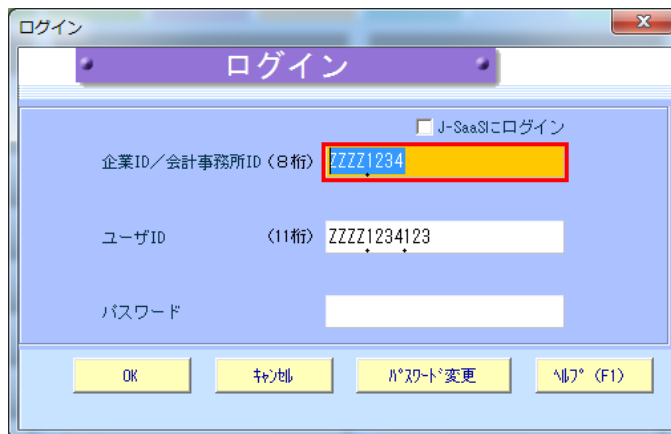 ログイン
ログイン
J-SaaSにログイン
企業ID／会計事務所ID（8桁） ZZZZ1234
ユーザID （11桁） ZZZZ1234123
パスワード
OK ｷｬﾝｾﾙ ﾊﾟｽﾜｰﾄﾞ変更 ﾍﾙﾌﾟ (F1)